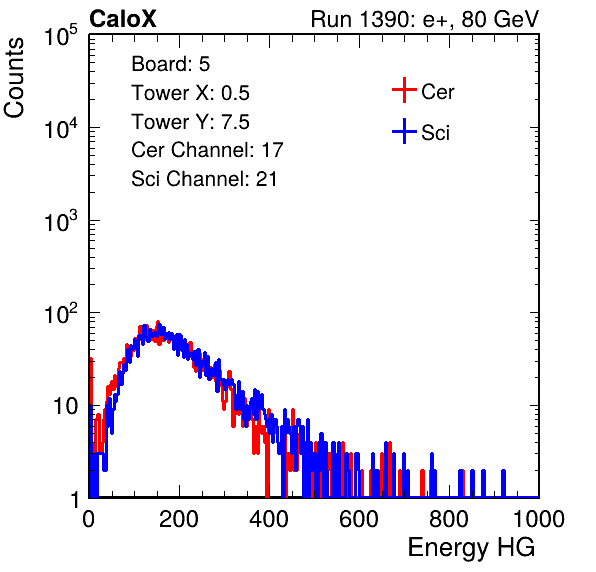 CaloX Run 1390: e+, 80 GeV
Counts
10^5
10^4
10^3
10^2
10
1
Board: 5
Tower X: 0.5
Tower Y: 7.5
Cer Channel: 17
Sci Channel: 21
Cer
Sci
0 200 400 600 800 1000
Energy HG